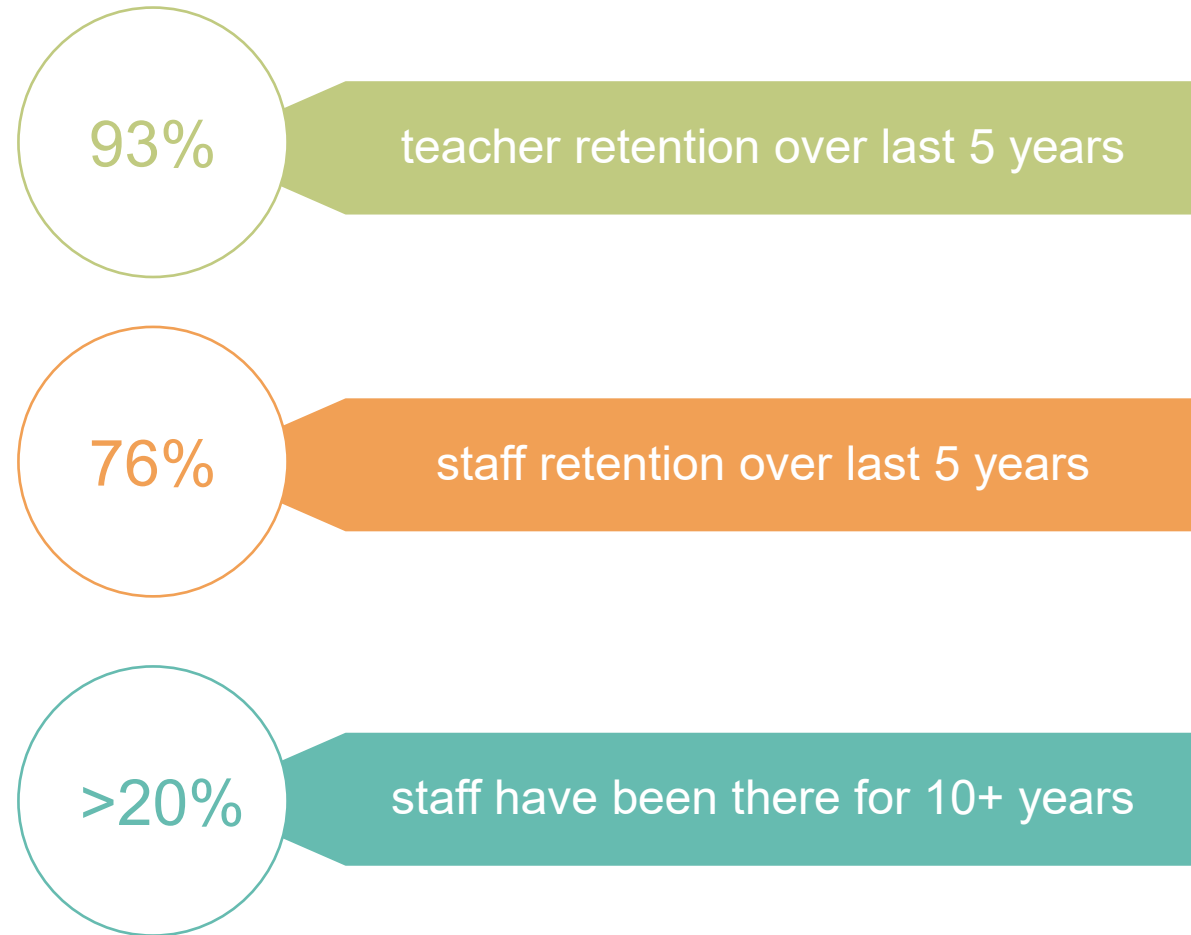 93%
teacher retention over last 5 years
76%
staff retention over last 5 years
>20%
staff have been there for 10+ years